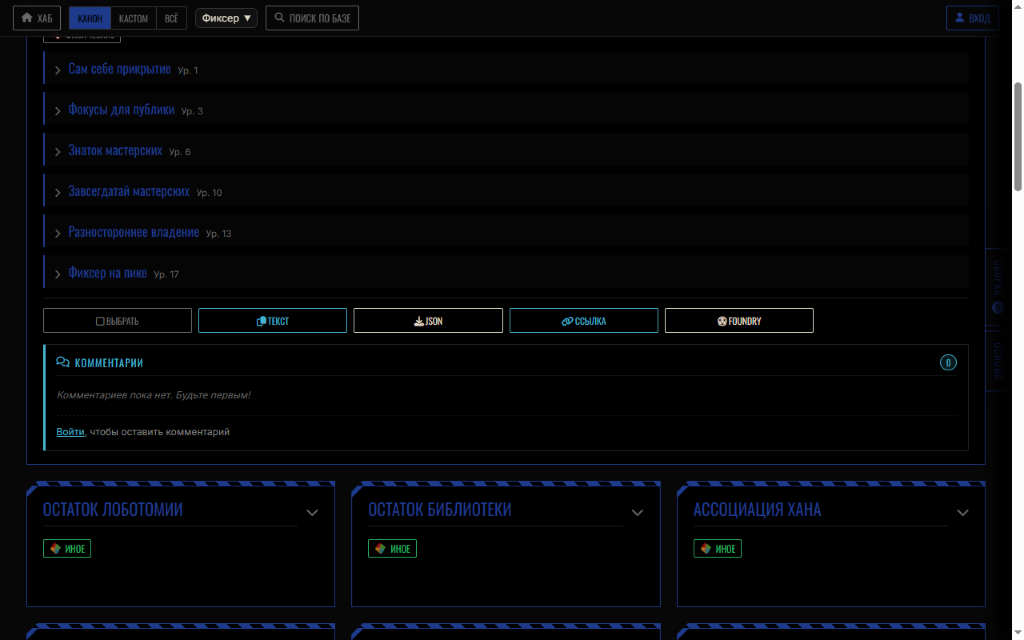 ХАБ КАНОН КАСТОМ ВСЁ Фиксер ▼ ПОИСК ПО БАЗЕ ВХОД
Сам себе прикрытие Ур. 1
Фокусы для публики Ур. 3
Знаток мастерских Ур. 6
Завсегдатай мастерских Ур. 10
Разностороннее владение Ур. 13
Фиксер на пике Ур. 17
ВЫБРАТЬ ТЕКСТ JSON ССЫЛКА FOUNDRY
КОММЕНТАРИИ 0
Комментариев пока нет. Будьте первым!
Войти, чтобы оставить комментарий
ОСТАТОК ЛОБОТОМИИ ОСТАТОК БИБЛИОТЕКИ АССОЦИАЦИЯ ХАНА
ИНОЕ ИНОЕ ИНОЕ